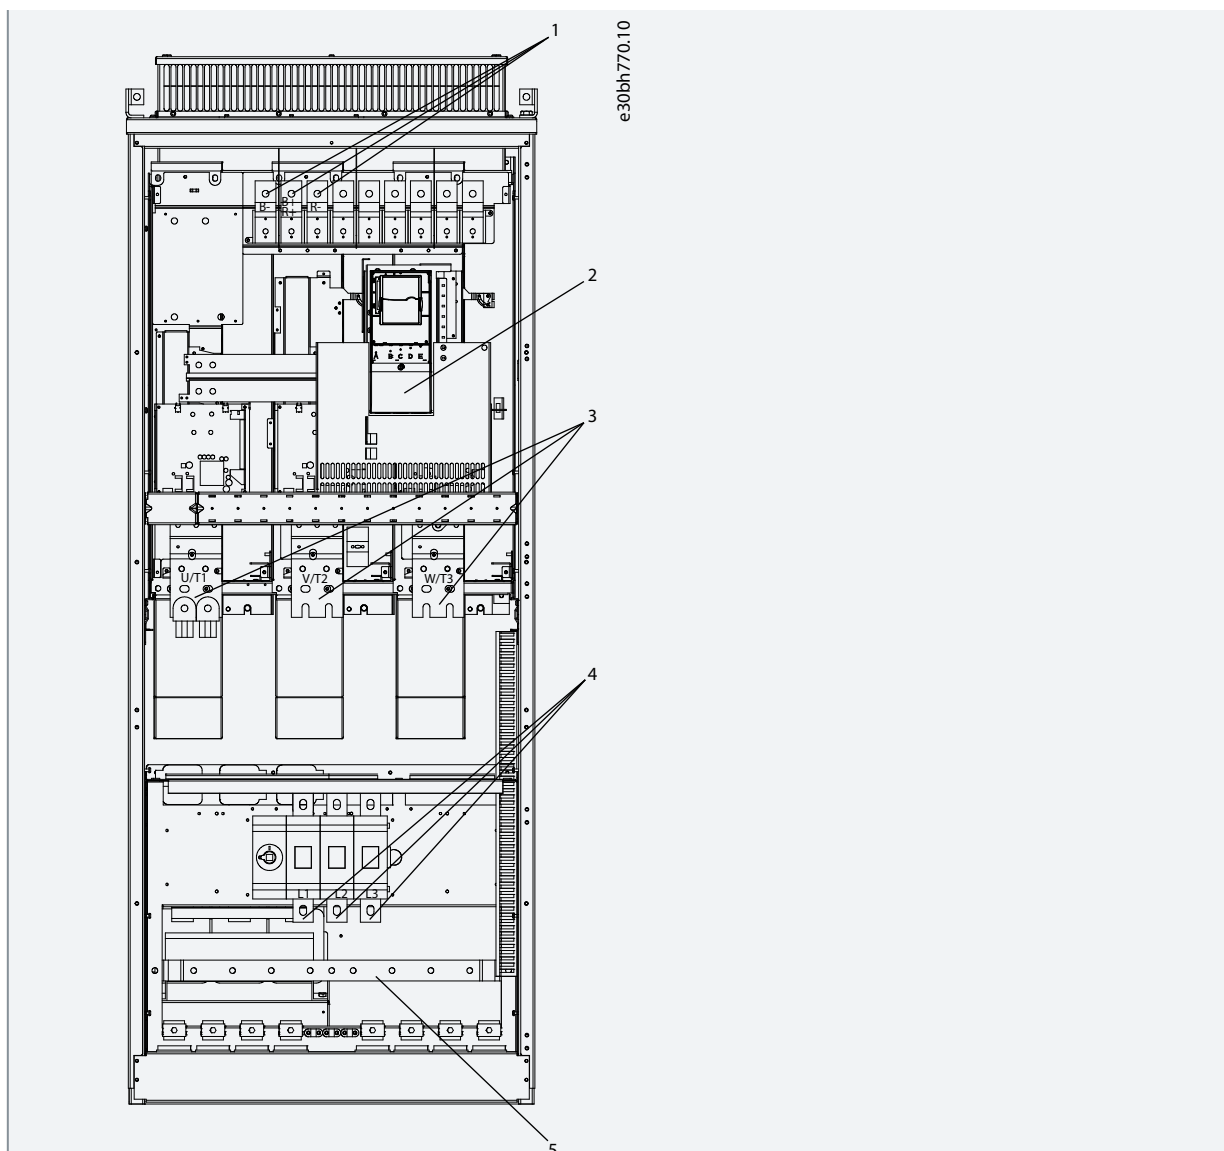 1
e30bh770.10
B-
B+
R+
R-
2
A B C D E
3
U/T1
V/T2
W/T3
4
L1
L2
L3
5